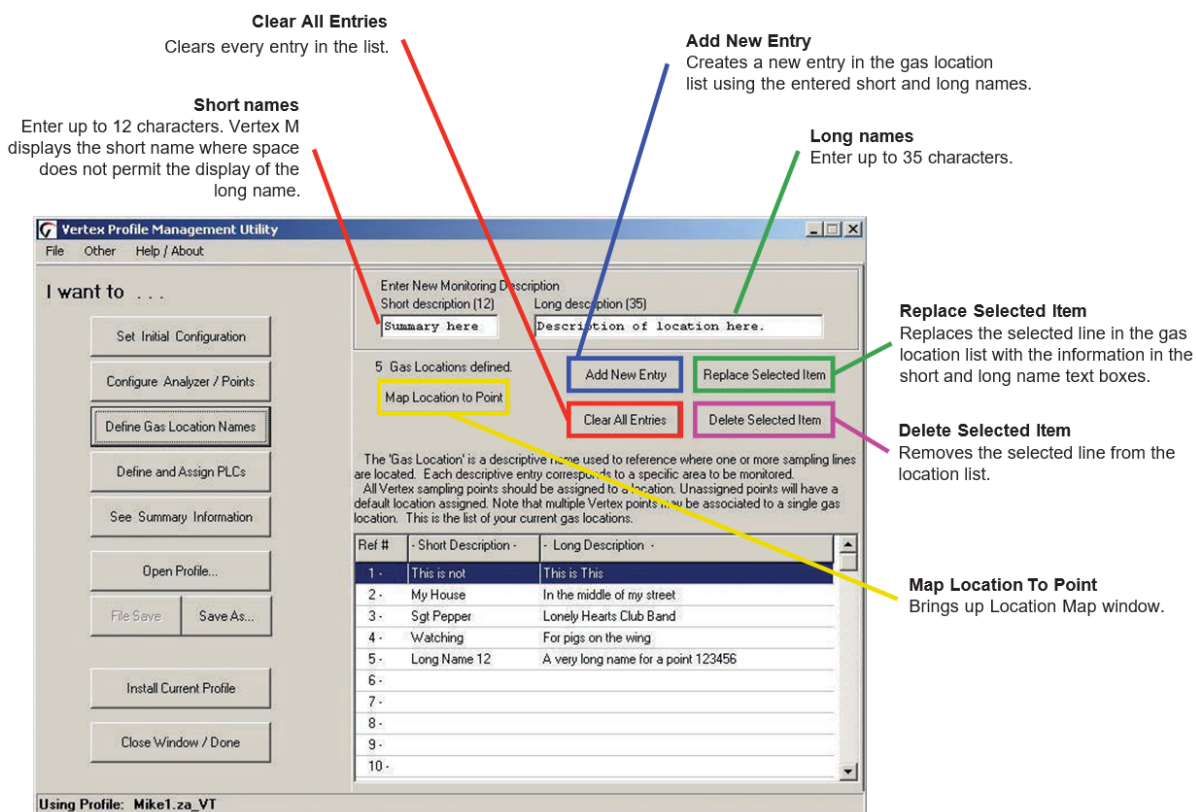 Clear All Entries
Clears every entry in the list.
Add New Entry
Creates a new entry in the gas location
list using the entered short and long names.
Short names
Enter up to 12 characters. Vertex M
displays the short name where space
does not permit the display of the
long name.
Long names
Enter up to 35 characters.
Vertex Profile Management Utility
File Other Help / About
I want to . . .
Set Initial Configuration
Configure Analyzer / Points
Define Gas Location Names
Define and Assign PLCs
See Summary Information
Open Profile...
File Save Save As...
Install Current Profile
Close Window / Done
Enter New Monitoring Description
Short description (12) Long description (35)
Summary here Description of location here.
5 Gas Locations defined.
Add New Entry Replace Selected Item
Map Location to Point
Clear All Entries Delete Selected Item
The 'Gas Location' is a descriptive name used to reference where one or more sampling lines
are located. Each descriptive entry corresponds to a specific area to be monitored.
All Vertex sampling points should be assigned to a location. Unassigned points will have a
default location assigned. Note that multiple Vertex points may be associated to a single gas
location. This is the list of your current gas locations.
Ref # - Short Description - - Long Description -
1 - This is not This is This
2 - My House In the middle of my street
3 - Sgt Pepper Lonely Hearts Club Band
4 - Watching For pigs on the wing
5 - Long Name 12 A very long name for a point 123456
6 -
7 -
8 -
9 -
10 -
Using Profile: Mike1.za_VT
Replace Selected Item
Replaces the selected line in the gas
location list with the information in the
short and long name text boxes.
Delete Selected Item
Removes the selected line from the
location list.
Map Location To Point
Brings up Location Map window.